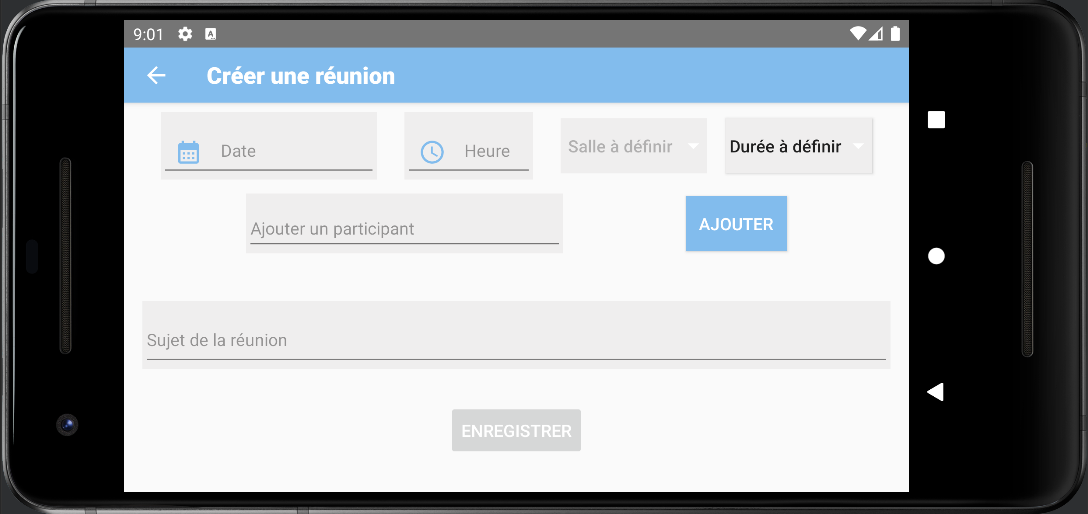 9:01
Créer une réunion
Date
Heure
Salle à définir
Durée à définir
Ajouter un participant
AJOUTER
Sujet de la réunion
ENREGISTRER